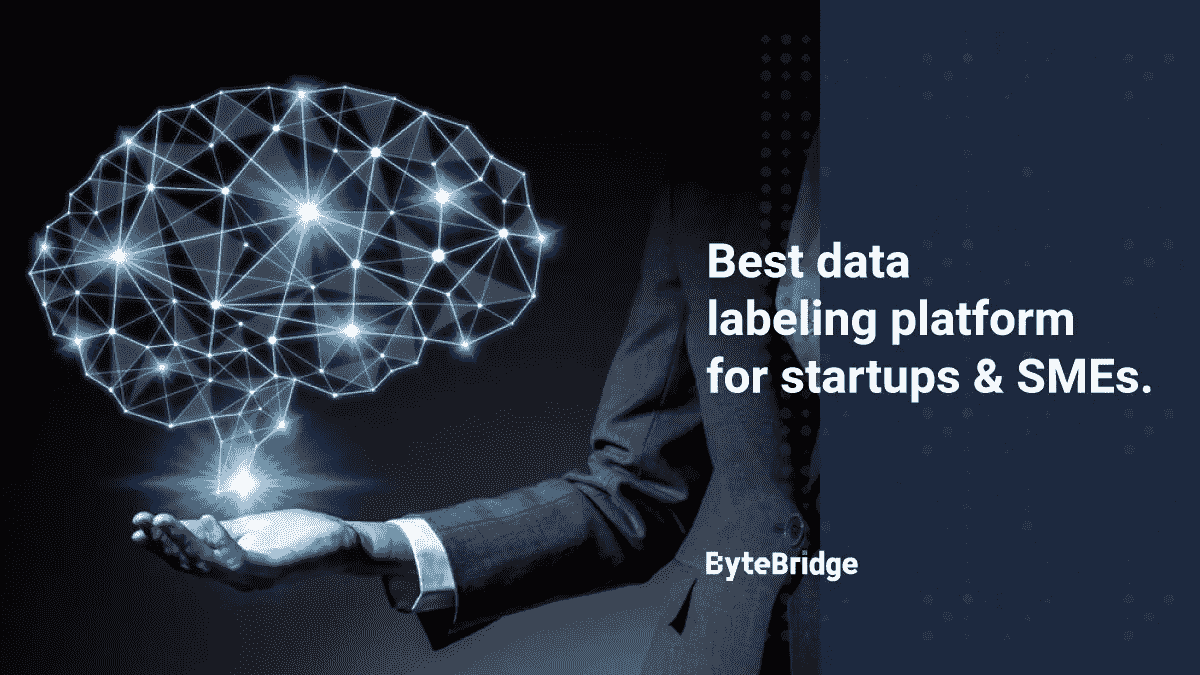 Best data
labeling platform
for startups & SMEs.
ByteBridge